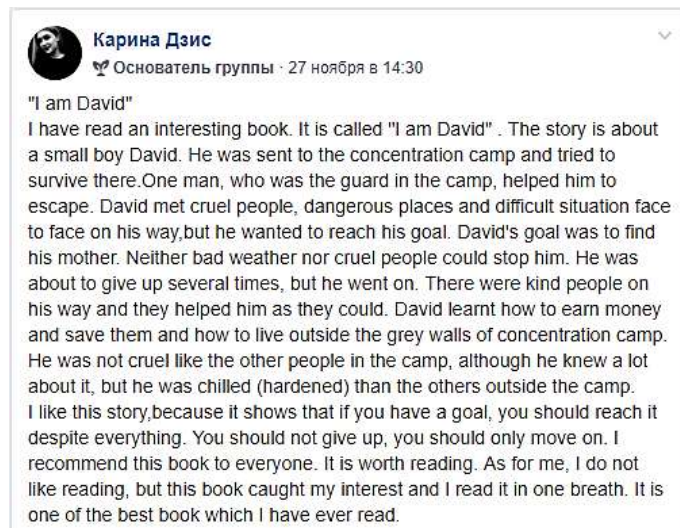 Карина Дзис
Основатель группы · 27 ноября в 14:30
"I am David"
I have read an interesting book. It is called "I am David" . The story is about
a small boy David. He was sent to the concentration camp and tried to
survive there.One man, who was the guard in the camp, helped him to
escape. David met cruel people, dangerous places and difficult situation face
to face on his way,but he wanted to reach his goal. David's goal was to find
his mother. Neither bad weather nor cruel people could stop him. He was
about to give up several times, but he went on. There were kind people on
his way and they helped him as they could. David learnt how to earn money
and save them and how to live outside the grey walls of concentration camp.
He was not cruel like the other people in the camp, although he knew a lot
about it, but he was chilled (hardened) than the others outside the camp.
I like this story,because it shows that if you have a goal, you should reach it
despite everything. You should not give up, you should only move on. I
recommend this book to everyone. It is worth reading. As for me, I do not
like reading, but this book caught my interest and I read it in one breath. It is
one of the best book which I have ever read.